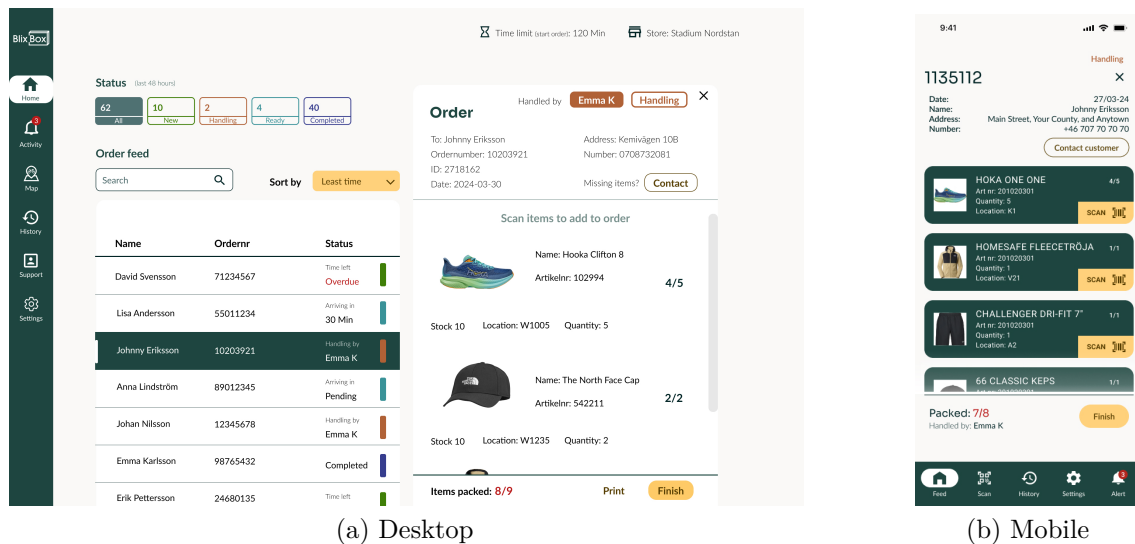 Blix Box
Home
3
Activity
Map
History
Support
Settings
Time limit (start order): 120 Min
Store: Stadium Nordstan
Status (last 48 hours)
62
All
10
New
2
Handling
4
Ready
40
Completed
Order feed
Search
Sort by
Least time
Name Ordernr Status
David Svensson 71234567 Time left
Overdue
Lisa Andersson 55011234 Arriving in
30 Min
Johnny Eriksson 10203921 Handling by
Emma K
Anna Lindström 89012345 Arriving in
Pending
Johan Nilsson 12345678 Handling by
Emma K
Emma Karlsson 98765432 Completed
Erik Pettersson 24680135 Time left
Order
Handled by Emma K Handling
To: Johnny Eriksson
Ordernumber: 10203921
ID: 2718162
Date: 2024-03-30
Address: Kemivägen 10B
Number: 0708732081
Missing items? Contact
Scan items to add to order
Name: Hooka Clifton 8
Artikelnr: 102994
4/5
Stock 10 Location: W1005 Quantity: 5
THE NORTH FACE
Name: The North Face Cap
Artikelnr: 542211
2/2
Stock 10 Location: W1235 Quantity: 2
Items packed: 8/9 Print Finish
(a) Desktop
9:41
Handling
1135112
Date: 27/03-24
Name: Johnny Eriksson
Address: Main Street, Your County, and Anytown
Number: +46 707 70 70 70
Contact customer
HOKA ONE ONE 4/5
Art nr: 201020301
Quantity: 5
Location: K1
SCAN
HOMESAFE FLEECETRÖJA 1/1
Art nr: 201020301
Quantity: 1
Location: V21
SCAN
CHALLENGER DRI-FIT 7" 1/1
Art nr: 201020301
Quantity: 1
Location: A2
SCAN
66 CLASSIC KEPS 1/1
Packed: 7/8
Handled by: Emma K
Finish
Feed
Scan
History
Settings
3
Alert
(b) Mobile